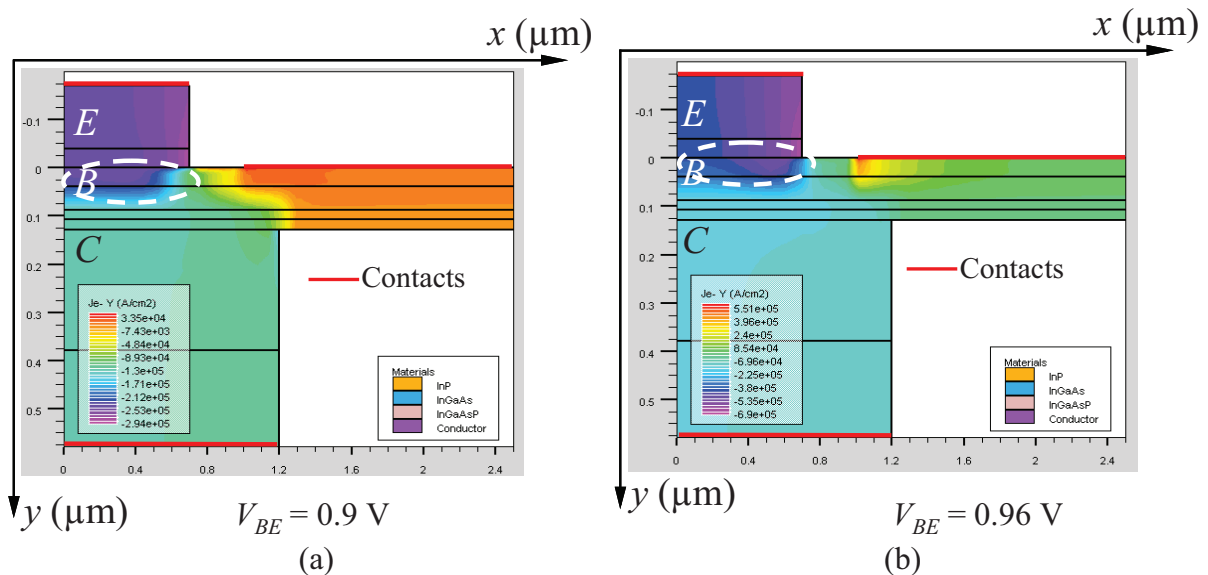 x (µm)
-0.1
0
0.1
0.2
0.3
0.4
0.5
E
B
C
Contacts
Je- Y (A/cm2)
3.35e+04
-7.43e+03
-4.84e+04
-8.93e+04
-1.3e+05
-1.71e+05
-2.12e+05
-2.53e+05
-2.94e+05
Materials
InP
InGaAs
InGaAsP
Conductor
0 0.4 0.8 1.2 1.6 2 2.4
y (µm)
V_BE = 0.9 V
(a)
x (µm)
-0.1
0
0.1
0.2
0.3
0.4
0.5
E
B
C
Contacts
Je- Y (A/cm2)
5.51e+05
3.96e+05
2.4e+05
8.54e+04
-6.96e+04
-2.25e+05
-3.8e+05
-5.35e+05
-6.9e+05
Materials
InP
InGaAs
InGaAsP
Conductor
0 0.4 0.8 1.2 1.6 2 2.4
y (µm)
V_BE = 0.96 V
(b)